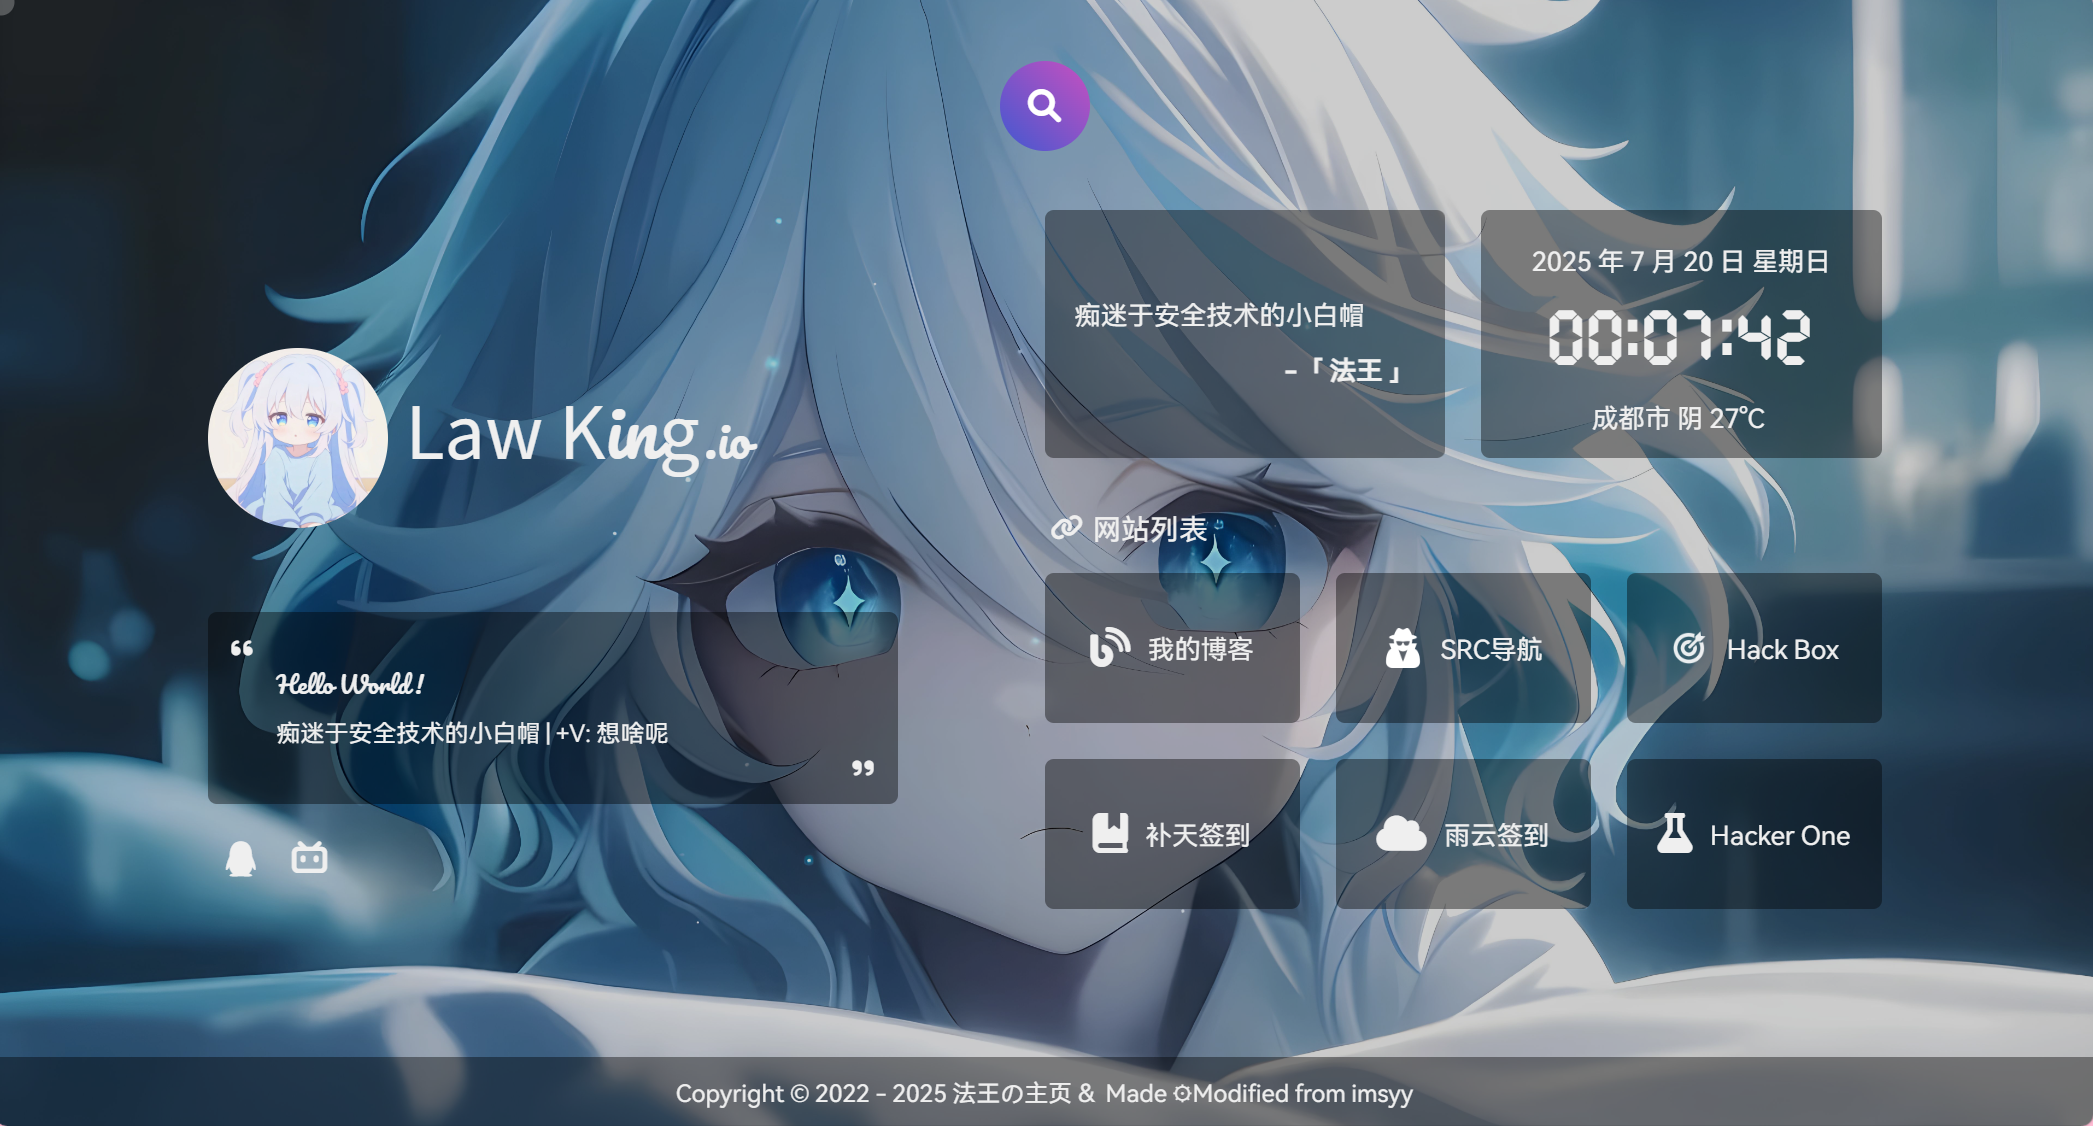 Law King.io
“
Hello World!
痴迷于安全技术的小白帽 | +V: 想啥呢
”
痴迷于安全技术的小白帽
-「 法王 」
2025 年 7 月 20 日 星期日
00:07:42
成都市 阴 27℃
网站列表
我的博客
SRC导航
Hack Box
补天签到
雨云签到
Hacker One
Copyright © 2022 - 2025 法王の主页 & Made ⚙Modified from imsyy